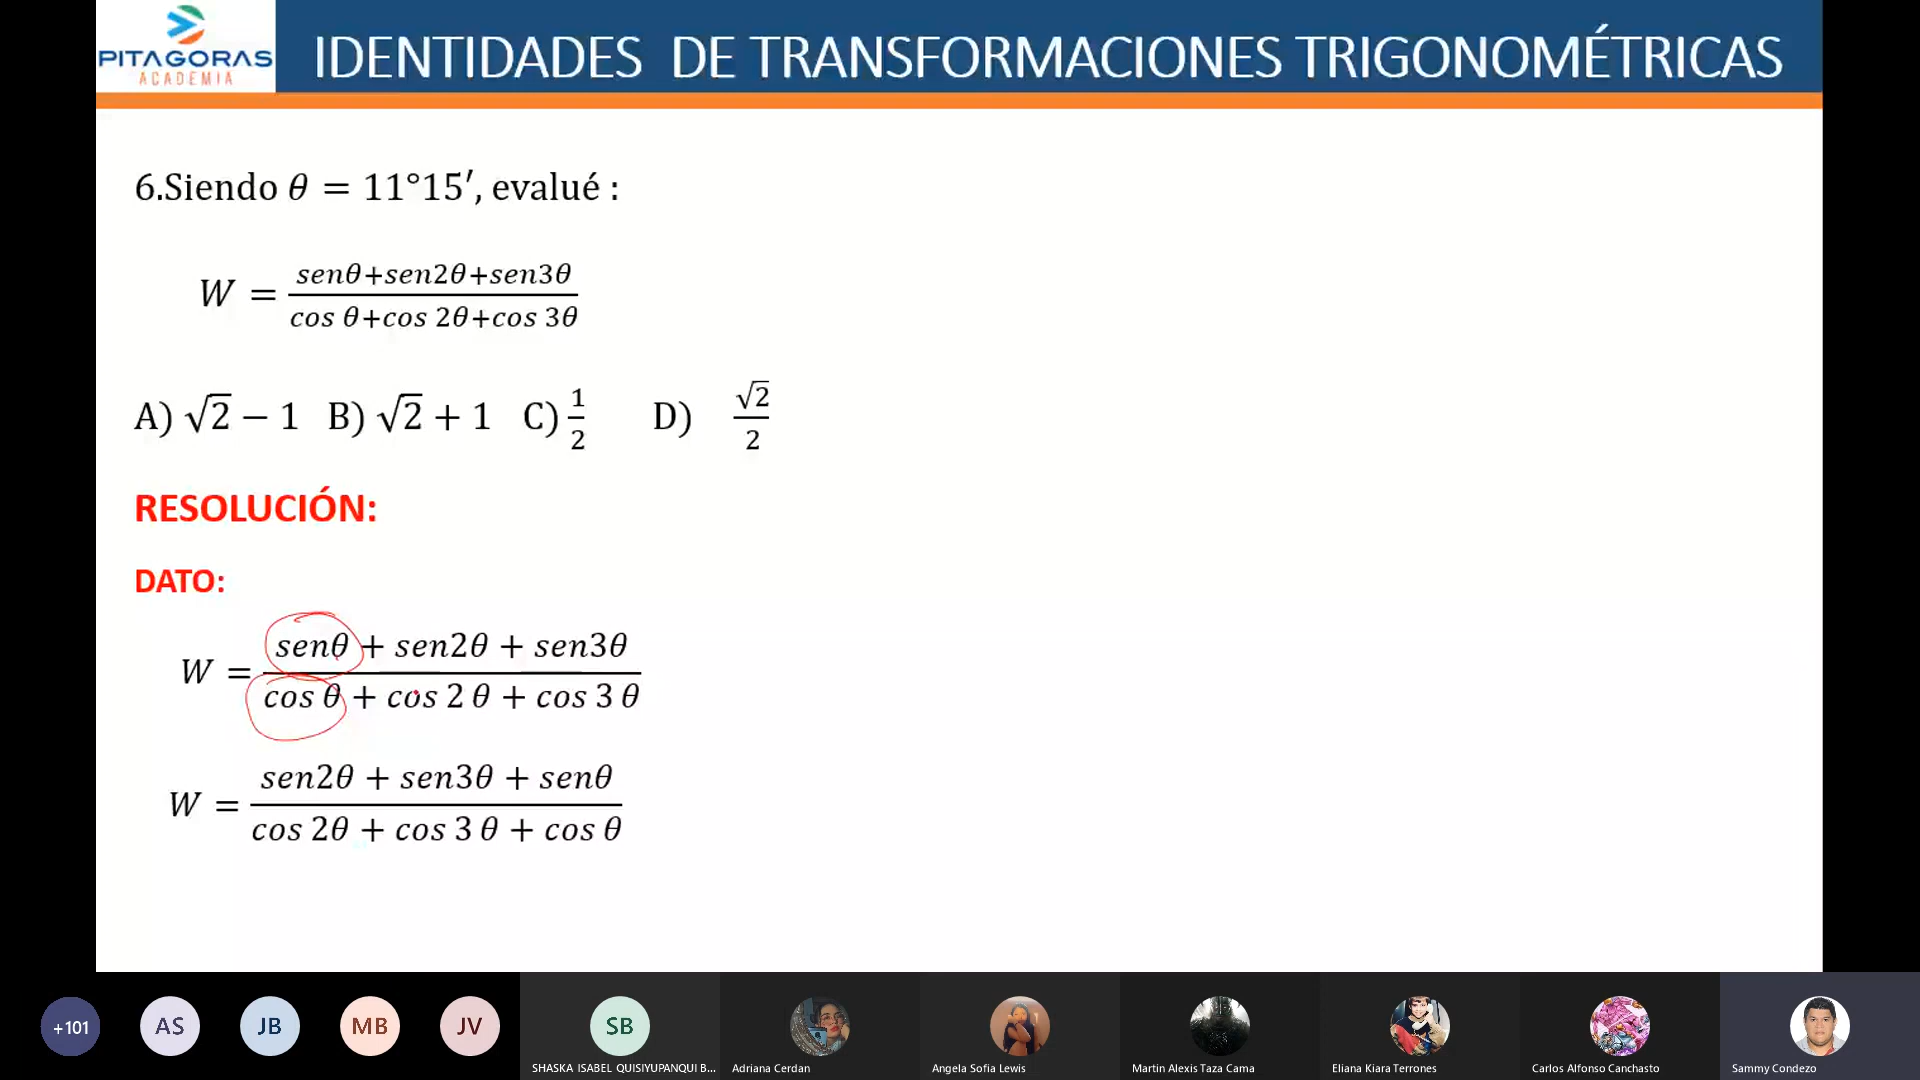 PITAGORAS
ACADEMIA
IDENTIDADES DE TRANSFORMACIONES TRIGONOMÉTRICAS
6.Siendo θ = 11°15′, evalué :
W = (senθ+sen2θ+sen3θ)/(cos θ+cos 2θ+cos 3θ)
A) √2 − 1 B) √2 + 1 C) 1/2 D) √2/2
RESOLUCIÓN:
DATO:
W = (senθ + sen2θ + sen3θ)/(cos θ + cos 2 θ + cos 3 θ)
W = (sen2θ + sen3θ + senθ)/(cos 2θ + cos 3 θ + cos θ)
+101 AS JB MB JV SB
SHASKA ISABEL QUISIYUPANQUI B... Adriana Cerdan Angela Sofia Lewis Martin Alexis Taza Cama Eliana Kiara Terrones Carlos Alfonso Canchasto Sammy Condezo